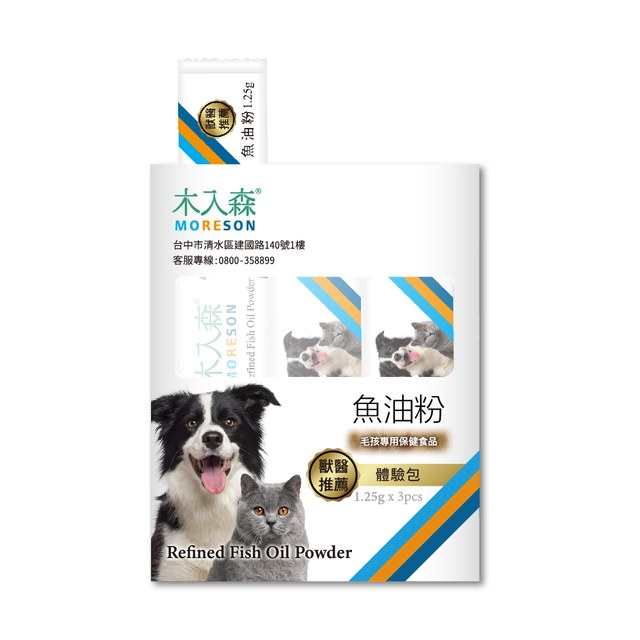 獸醫
推薦
魚油粉1.25g
木入森®
MORESON
台中市清水區建國路140號1樓
客服專線:0800-358899
木入森®
MORESON
Refined Fish Oil Powder
魚油粉
毛孩專用保健食品
獸醫
推薦
體驗包
1.25g x 3pcs
Refined Fish Oil Powder